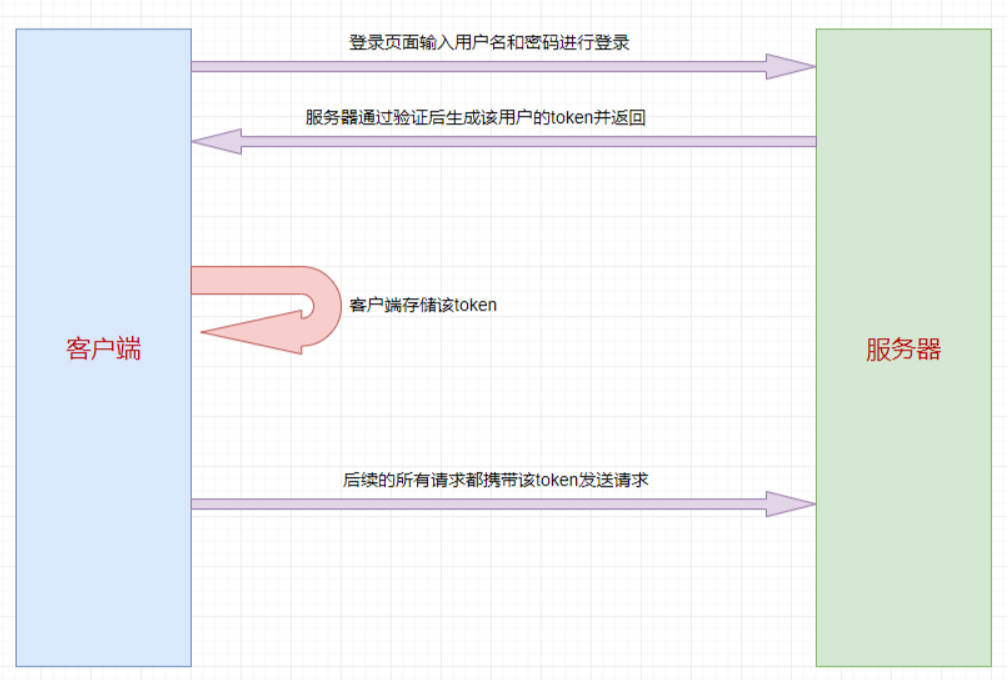 登录页面输入用户名和密码进行登录
服务器通过验证后生成该用户的token并返回
客户端存储该token
客户端
服务器
后续的所有请求都携带该token发送请求